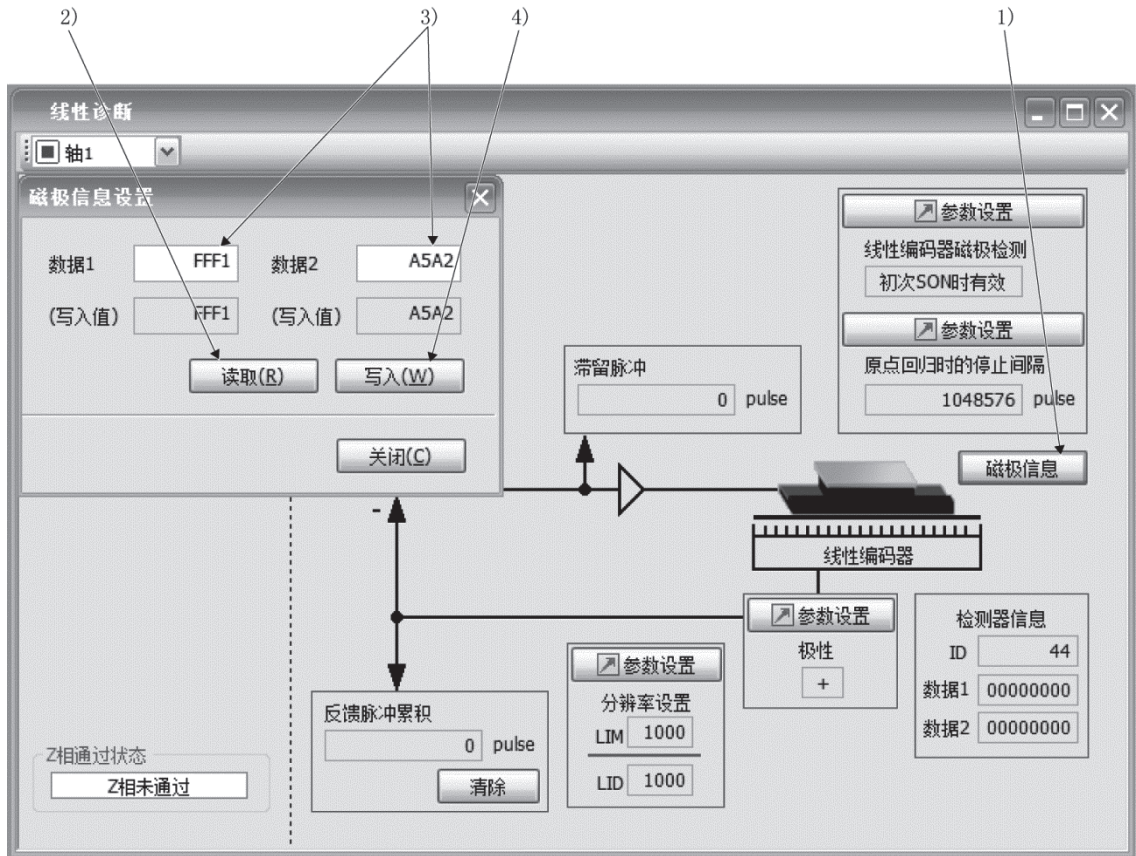 2) 3) 4) 1)
线性诊断
轴1
磁极信息设置
数据1 FFF1 数据2 A5A2
(写入值) FFF1 (写入值) A5A2
读取(R) 写入(W)
关闭(C)
参数设置
线性编码器磁极检测
初次SON时有效
参数设置
原点回归时的停止间隔
1048576 pulse
滞留脉冲
0 pulse
磁极信息
-
线性编码器
参数设置
极性
+
检测器信息
ID 44
数据1 00000000
数据2 00000000
参数设置
分辨率设置
LIM 1000
LID 1000
反馈脉冲累积
0 pulse
清除
Z相通过状态
Z相未通过